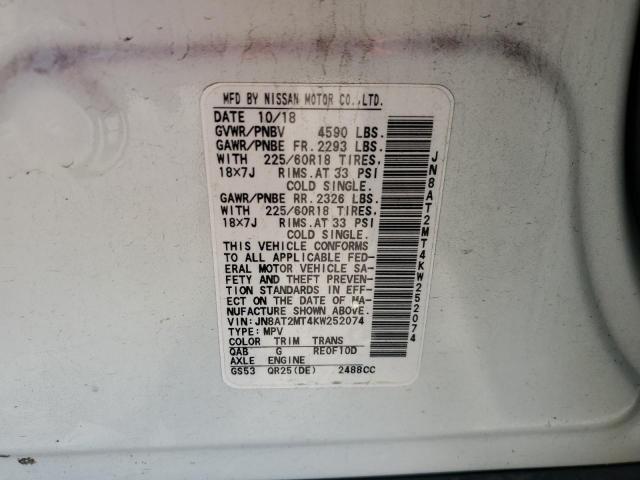 MFD BY NISSAN MOTOR CO.,LTD.
DATE 10/18
GVWR/PNBV 4590 LBS.
GAWR/PNBE FR. 2293 LBS.
WITH 225/60R18 TIRES,
18X7J RIMS.AT 33 PSI
COLD SINGLE.
GAWR/PNBE RR. 2326 LBS.
WITH 225/60R18 TIRES,
18X7J RIMS.AT 33 PSI
COLD SINGLE.
THIS VEHICLE CONFORMS
TO ALL APPLICABLE FED-
ERAL MOTOR VEHICLE SA-
FETY AND THEFT PREVEN-
TION STANDARDS IN EFF-
ECT ON THE DATE OF MA-
NUFACTURE SHOWN ABOVE.
VIN:JN8AT2MT4KW252074
TYPE:MPV
COLOR TRIM TRANS
QAB G RE0F10D
AXLE ENGINE
GS53 QR25(DE) 2488CC
JN8AT2MT4KW252074